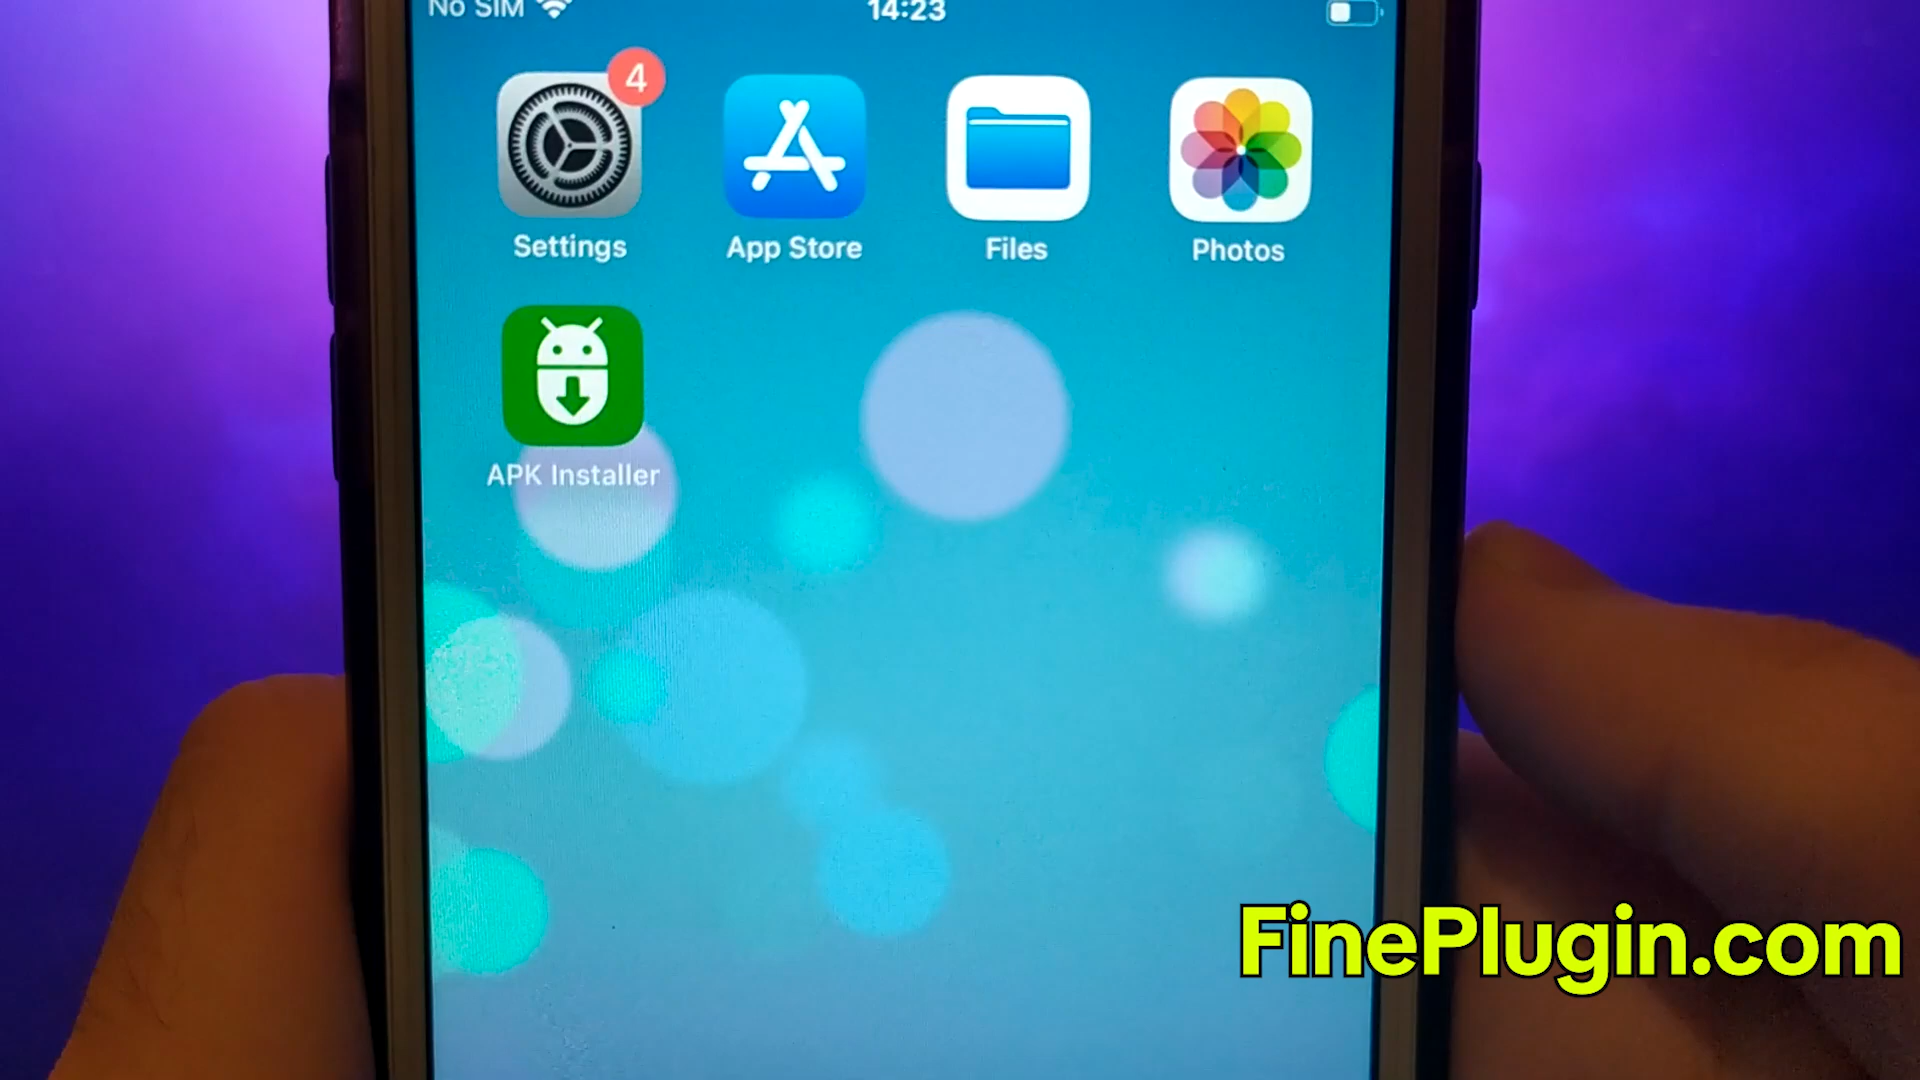 No SIM
14:23
4
Settings
App Store
Files
Photos
APK Installer
FinePlugin.com